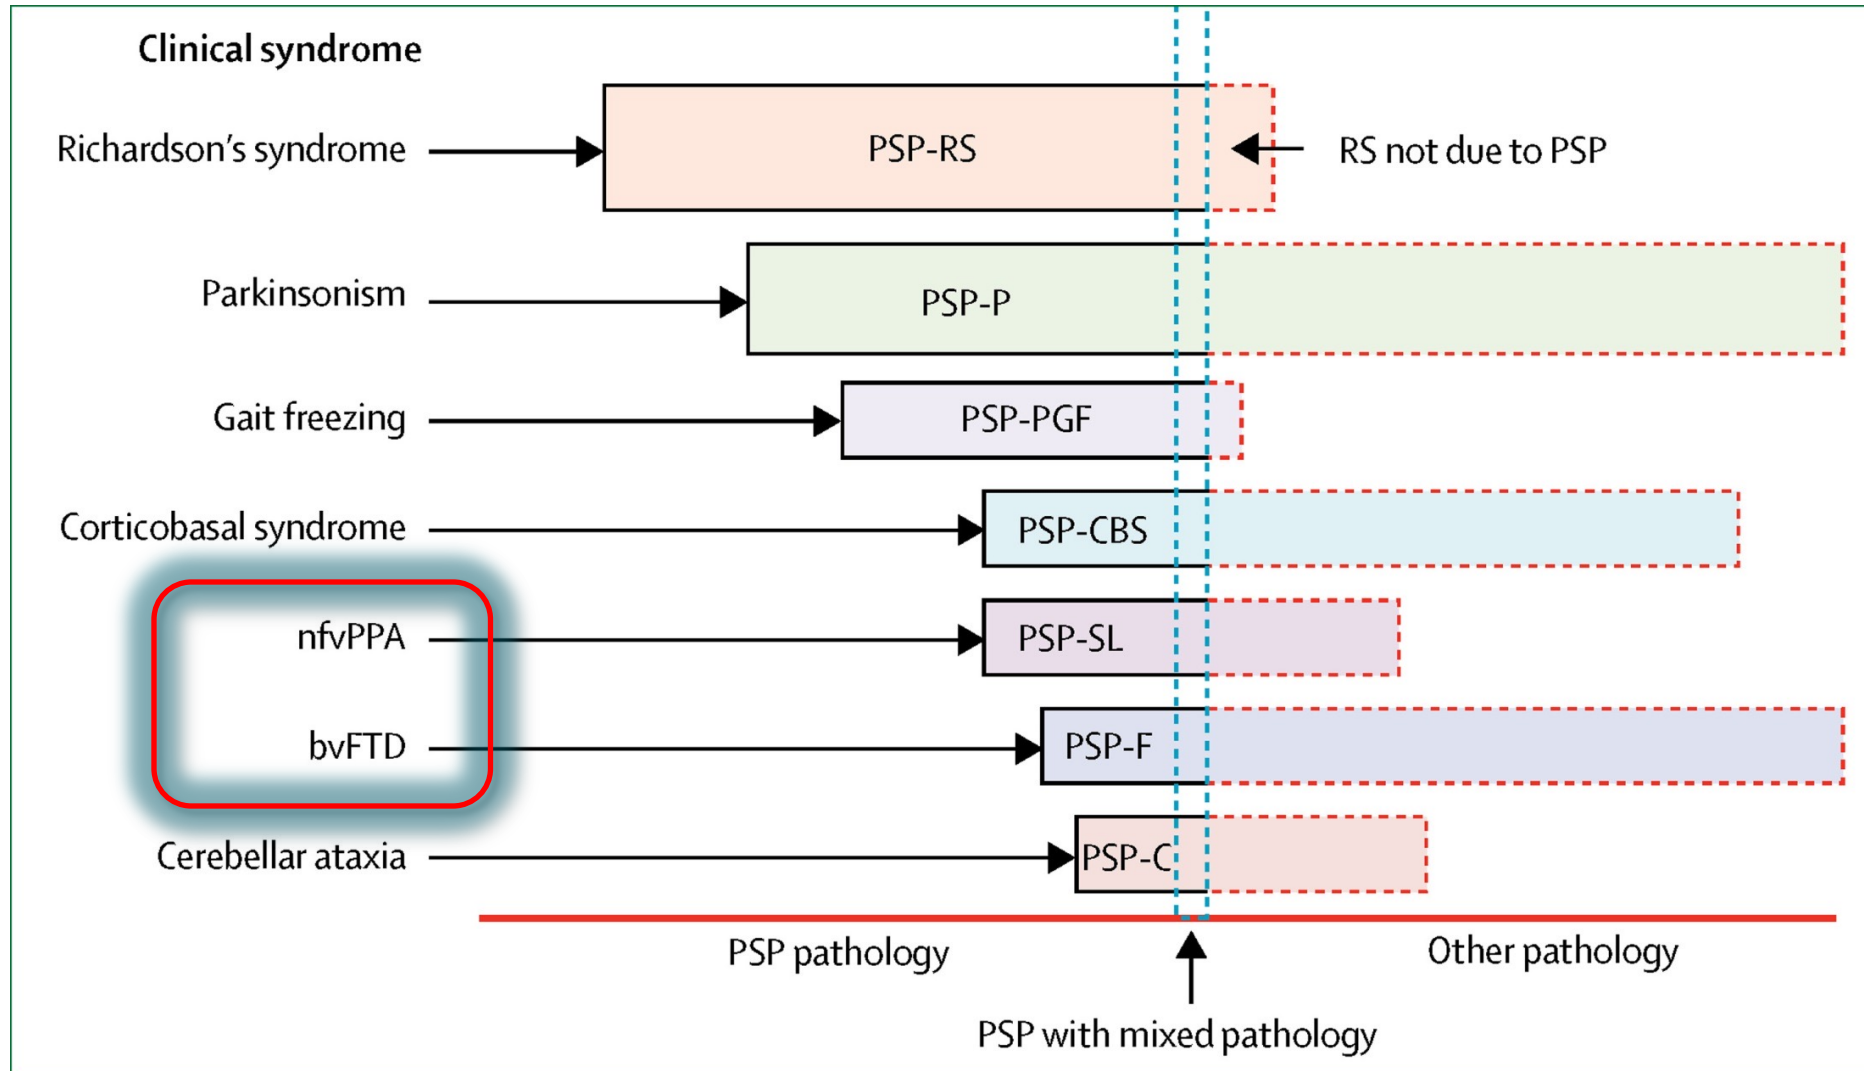 Clinical syndrome
Richardson's syndrome
PSP-RS
RS not due to PSP
Parkinsonism
PSP-P
Gait freezing
PSP-PGF
Corticobasal syndrome
PSP-CBS
nfvPPA
PSP-SL
bvFTD
PSP-F
Cerebellar ataxia
PSP-C
PSP pathology
Other pathology
PSP with mixed pathology